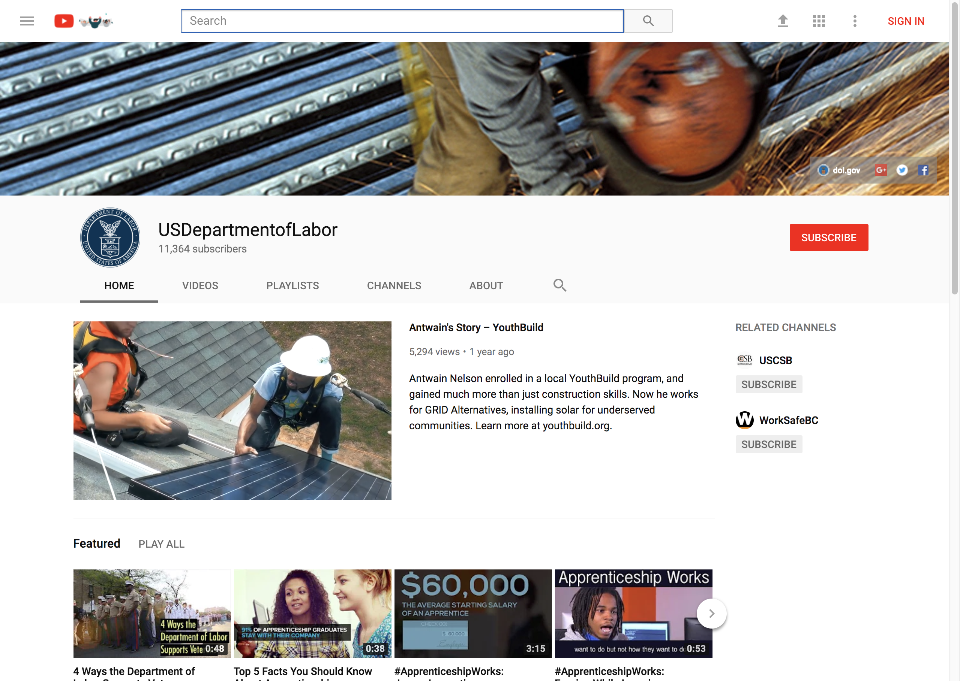 Search
SIGN IN
dol.gov
G+
USDepartmentofLabor
11,364 subscribers
SUBSCRIBE
HOME VIDEOS PLAYLISTS CHANNELS ABOUT
Antwain's Story – YouthBuild
5,294 views • 1 year ago
Antwain Nelson enrolled in a local YouthBuild program, and
gained much more than just construction skills. Now he works
for GRID Alternatives, installing solar for underserved
communities. Learn more at youthbuild.org.
RELATED CHANNELS
CSB USCSB
SUBSCRIBE
WorkSafeBC
SUBSCRIBE
Featured PLAY ALL
4 Ways the
Department of Labor
Supports Vete
0:48
91% OF APPRENTICESHIP GRADUATES
STAY WITH THEIR COMPANY
0:38
$60,000
THE AVERAGE STARTING SALARY
OF AN APPRENTICE
3:15
Apprenticeship Works
want to do but not how they want to do
0:53
4 Ways the Department of
Top 5 Facts You Should Know
#ApprenticeshipWorks:
#ApprenticeshipWorks: